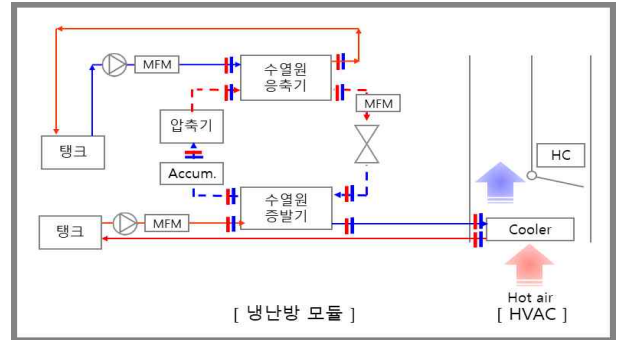 MFM
수열원
응축기
MFM
압축기
탱크
HC
Accum.
수열원
증발기
MFM
탱크
Cooler
Hot air
[ 냉난방 모듈 ]
[ HVAC ]